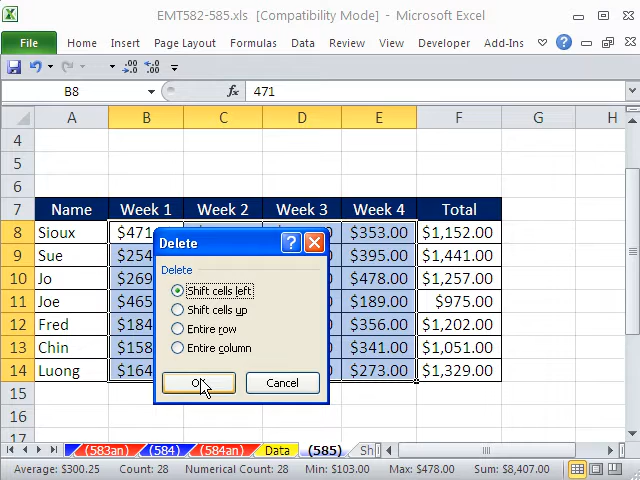 EMT582-585.xls [Compatibility Mode] - Microsoft Excel
File Home Insert Page Layout Formulas Data Review View Developer Add-Ins
B8 fx 471
A B C D E F G H
4
5
6
7 Name Week 1 Week 2 Week 3 Week 4 Total
8 Sioux $471 $353.00 $1,152.00
9 Sue $254 $395.00 $1,441.00
10 Jo $269 $478.00 $1,257.00
11 Joe $465 $189.00 $975.00
12 Fred $184 $356.00 $1,202.00
13 Chin $158 $341.00 $1,051.00
14 Luong $164 $273.00 $1,329.00
15
16
17
Delete
Delete
Shift cells left
Shift cells up
Entire row
Entire column
OK Cancel
(583an) (584) (584an) Data (585) Sh
Average: $300.25 Count: 28 Numerical Count: 28 Min: $103.00 Max: $478.00 Sum: $8,407.00